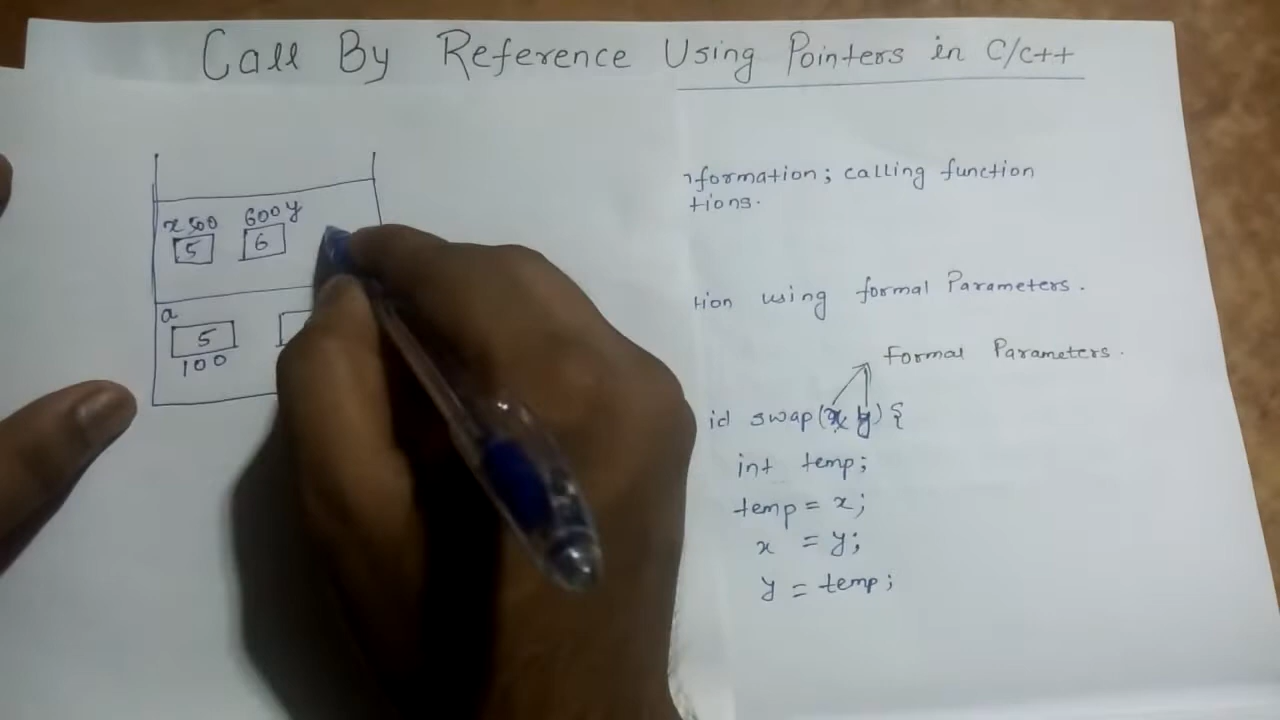 Call By Reference Using Pointers in C/C++
formation; calling function
tions.
x 500 600 y
5 6
tion using formal Parameters.
a
5
100
Formal Parameters.
id swap(x y) {
int temp;
temp = x;
x = y;
y = temp;